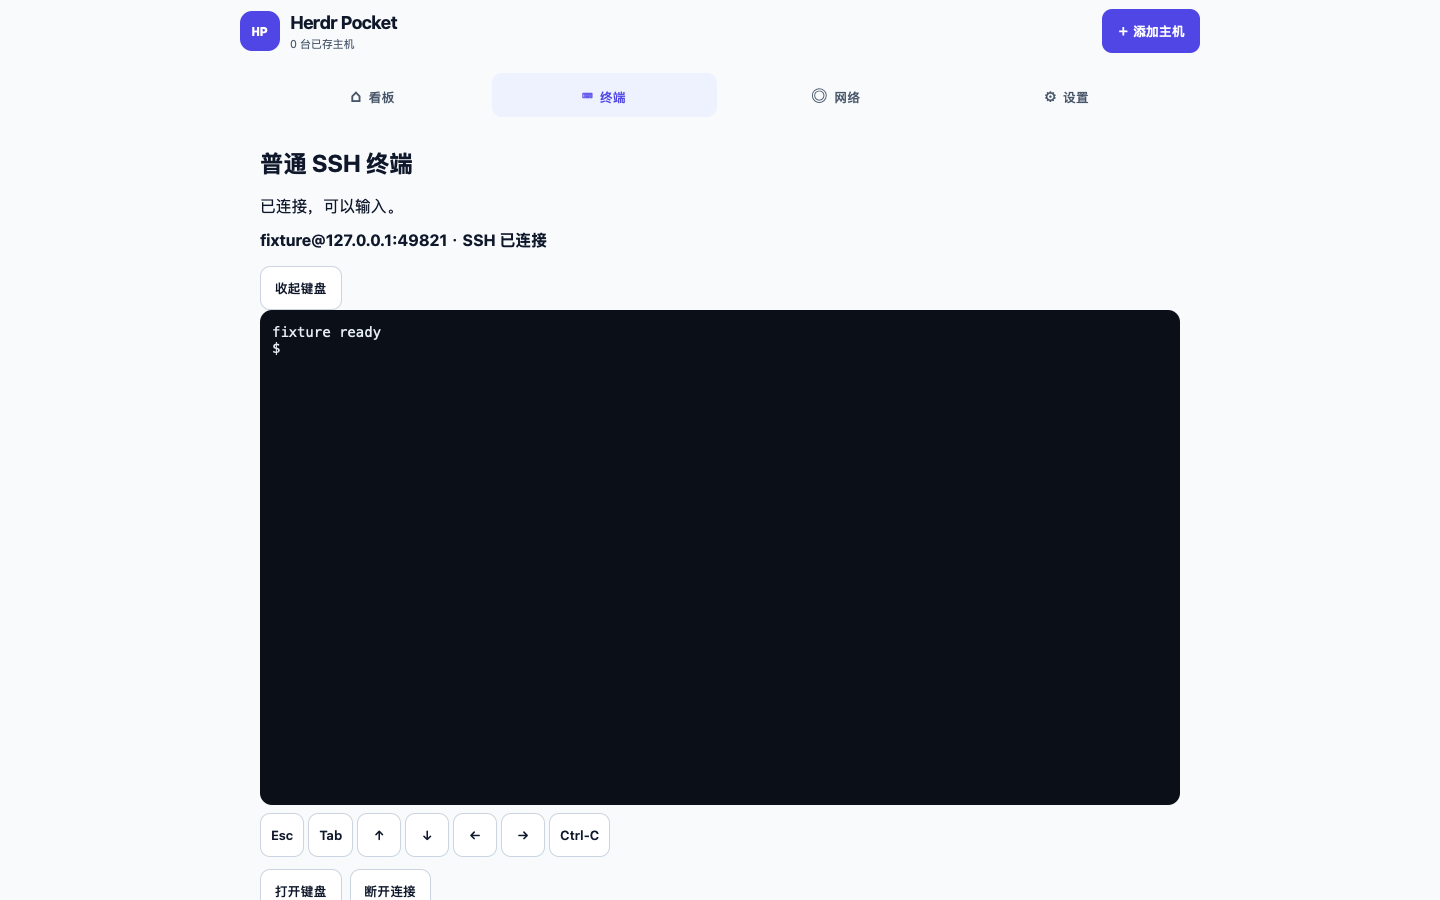 HP
Herdr Pocket
0 台已存主机
+ 添加主机
看板
终端
网络
设置
普通 SSH 终端
已连接，可以输入。
fixture@127.0.0.1:49821 · SSH 已连接
收起键盘
fixture ready
$
Esc Tab ↑ ↓ ← → Ctrl-C
打开键盘 断开连接